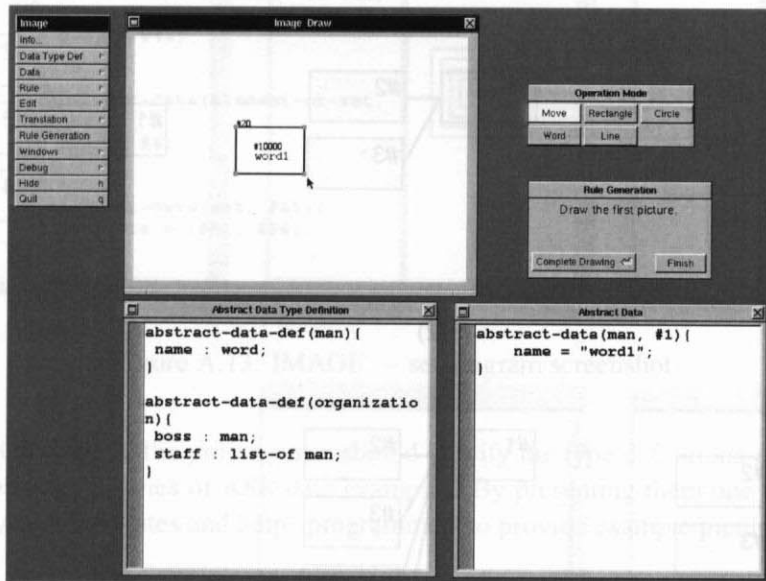 Image
Info...
Data Type Def
Data
Rule
Edit
Translation
Rule Generation
Windows
Debug
Hide h
Quit q
Image Draw
#20
#10000
word1
Operation Mode
Move Rectangle Circle
Word Line
Rule Generation
Draw the first picture.
Complete Drawing Finish
Abstract Data Type Definition
abstract-data-def(man){
name : word;
}
abstract-data-def(organizatio
n){
boss : man;
staff : list-of man;
}
Abstract Data
abstract-data(man, #1){
name = "word1";
}